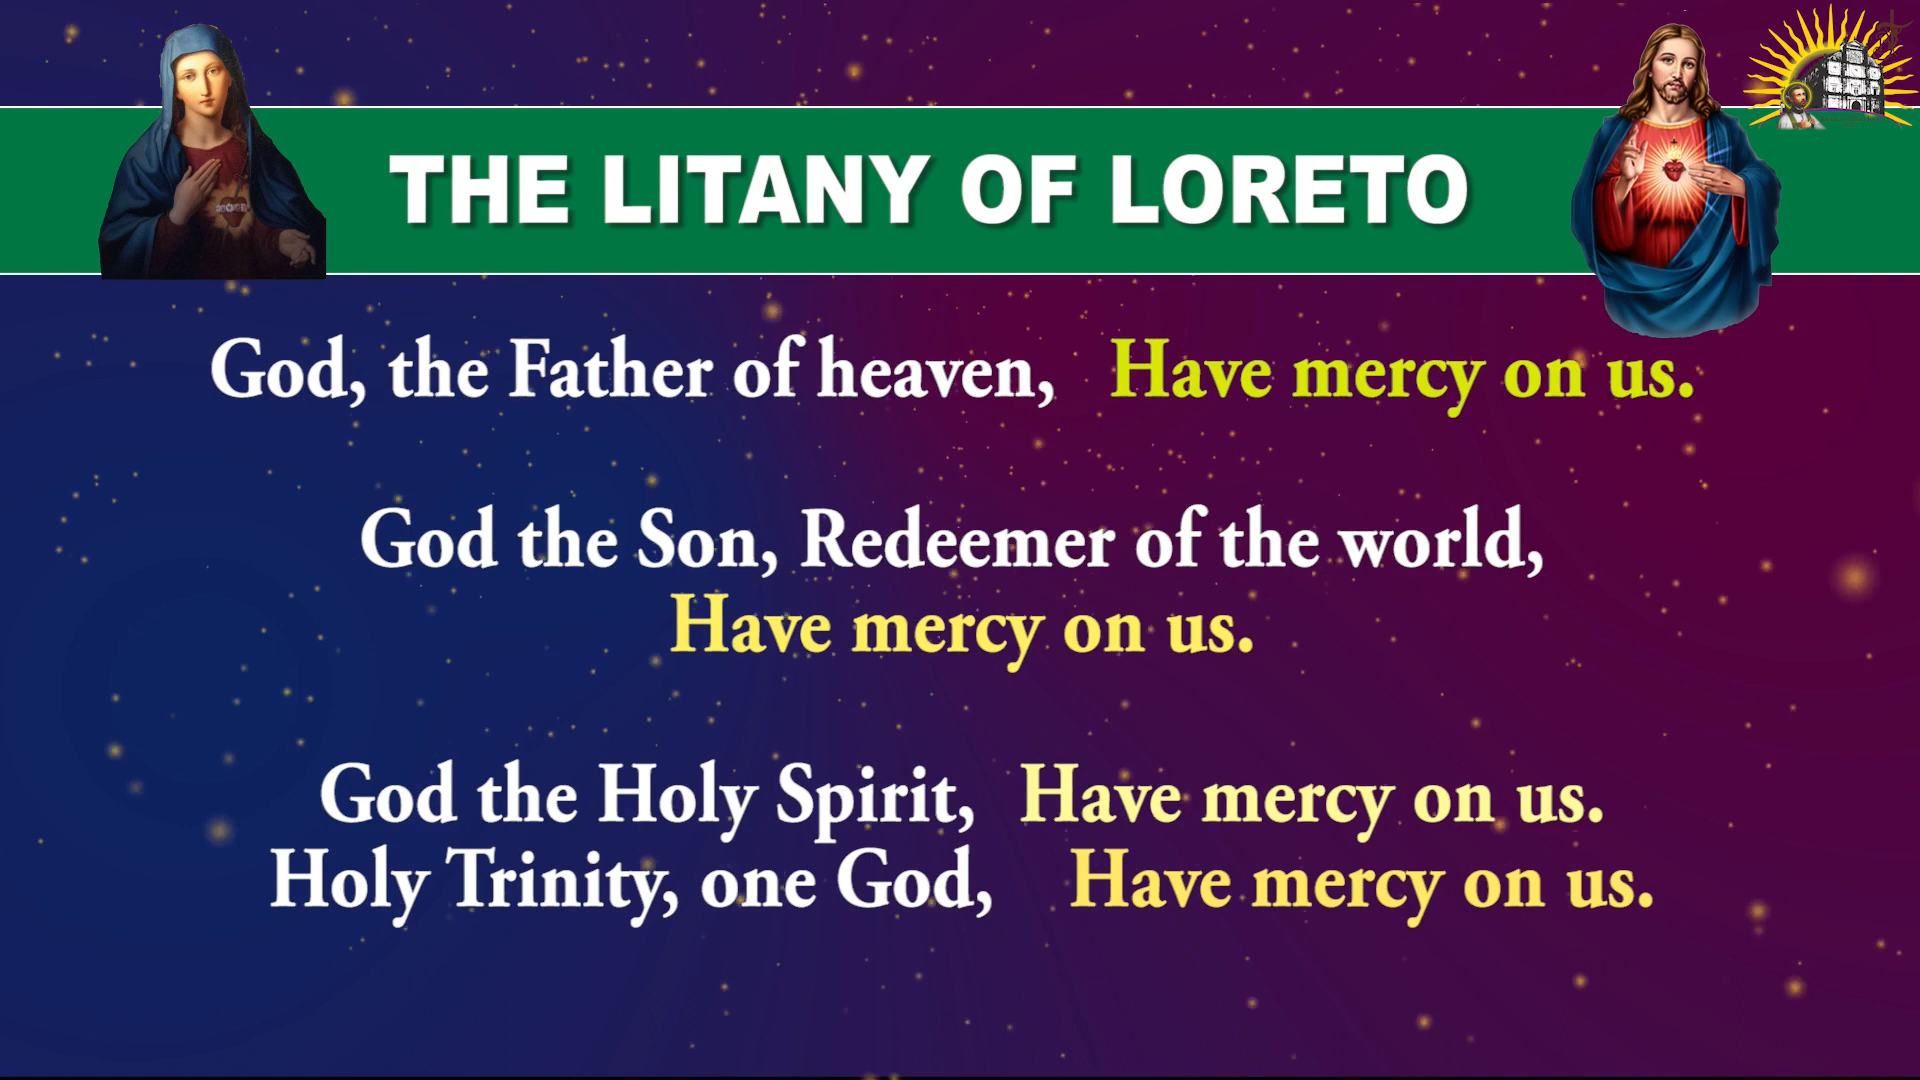 THE LITANY OF LORETO
God, the Father of heaven, Have mercy on us.
God the Son, Redeemer of the world,
Have mercy on us.
God the Holy Spirit, Have mercy on us.
Holy Trinity, one God, Have mercy on us.